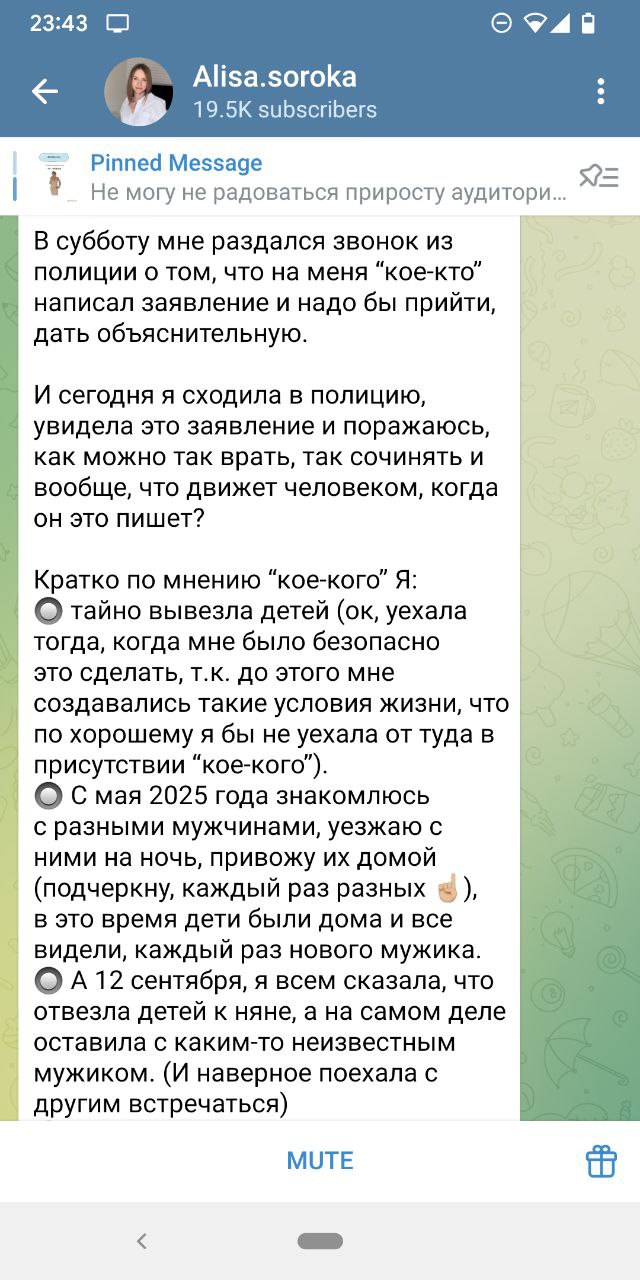 23:43
Alisa.soroka
19.5K subscribers
Pinned Message
Не могу не радоваться приросту аудитори...
В субботу мне раздался звонок из
полиции о том, что на меня “кое-кто”
написал заявление и надо бы прийти,
дать объяснительную.
И сегодня я сходила в полицию,
увидела это заявление и поражаюсь,
как можно так врать, так сочинять и
вообще, что движет человеком, когда
он это пишет?
Кратко по мнению “кое-кого” Я:
🔘 тайно вывезла детей (ок, уехала
тогда, когда мне было безопасно
это сделать, т.к. до этого мне
создавались такие условия жизни, что
по хорошему я бы не уехала от туда в
присутствии “кое-кого”).
🔘 С мая 2025 года знакомлюсь
с разными мужчинами, уезжаю с
ними на ночь, привожу их домой
(подчеркну, каждый раз разных ☝🏼),
в это время дети были дома и все
видели, каждый раз нового мужика.
🔘 А 12 сентября, я всем сказала, что
отвезла детей к няне, а на самом деле
оставила с каким-то неизвестным
мужиком. (И наверное поехала с
другим встречаться)
MUTE